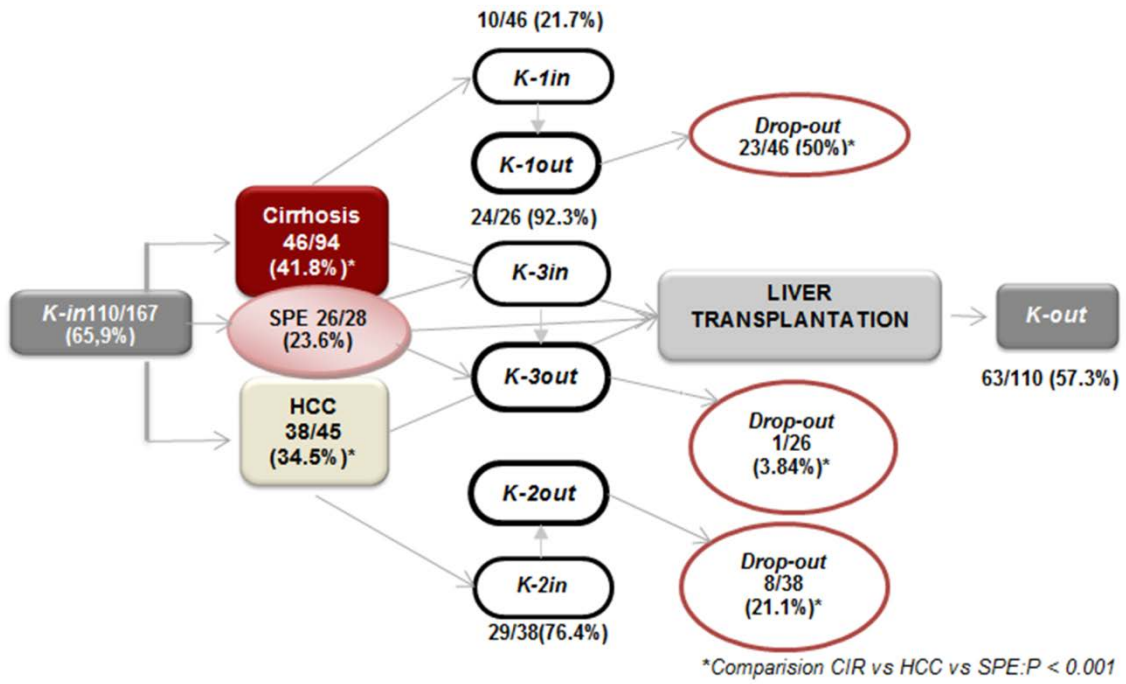 10/46 (21.7%)
K-1in
Drop-out
23/46 (50%)*
K-1out
24/26 (92.3%)
Cirrhosis
46/94
(41.8%)*
K-3in
K-in110/167
(65,9%)
SPE 26/28
(23.6%)
LIVER
TRANSPLANTATION
K-out
63/110 (57.3%)
K-3out
HCC
38/45
(34.5%)*
Drop-out
1/26
(3.84%)*
K-2out
Drop-out
8/38
(21.1%)*
K-2in
29/38(76.4%)
*Comparision CIR vs HCC vs SPE:P < 0.001